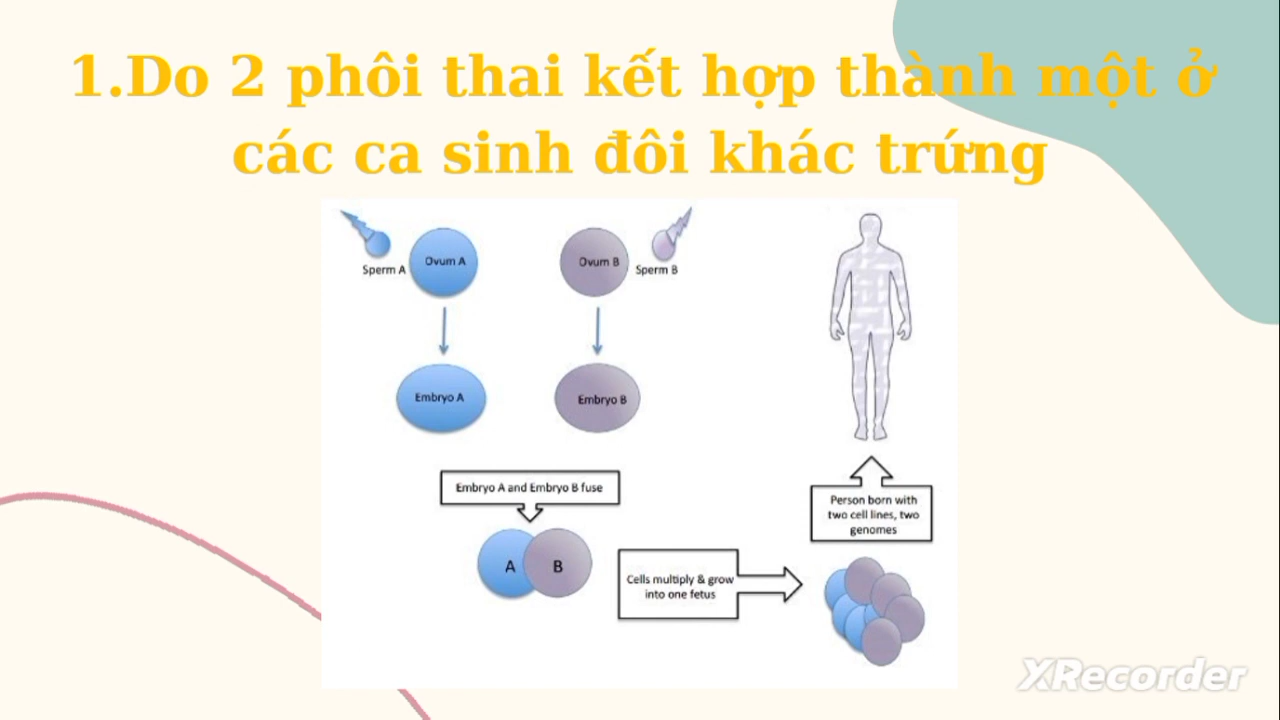 1.Do 2 phôi thai kết hợp thành một ở
các ca sinh đôi khác trứng
Sperm A
Ovum A
Ovum B
Sperm B
Embryo A
Embryo B
Embryo A and Embryo B fuse
A
B
Cells multiply & grow
into one fetus
Person born with
two cell lines, two
genomes
XRecorder